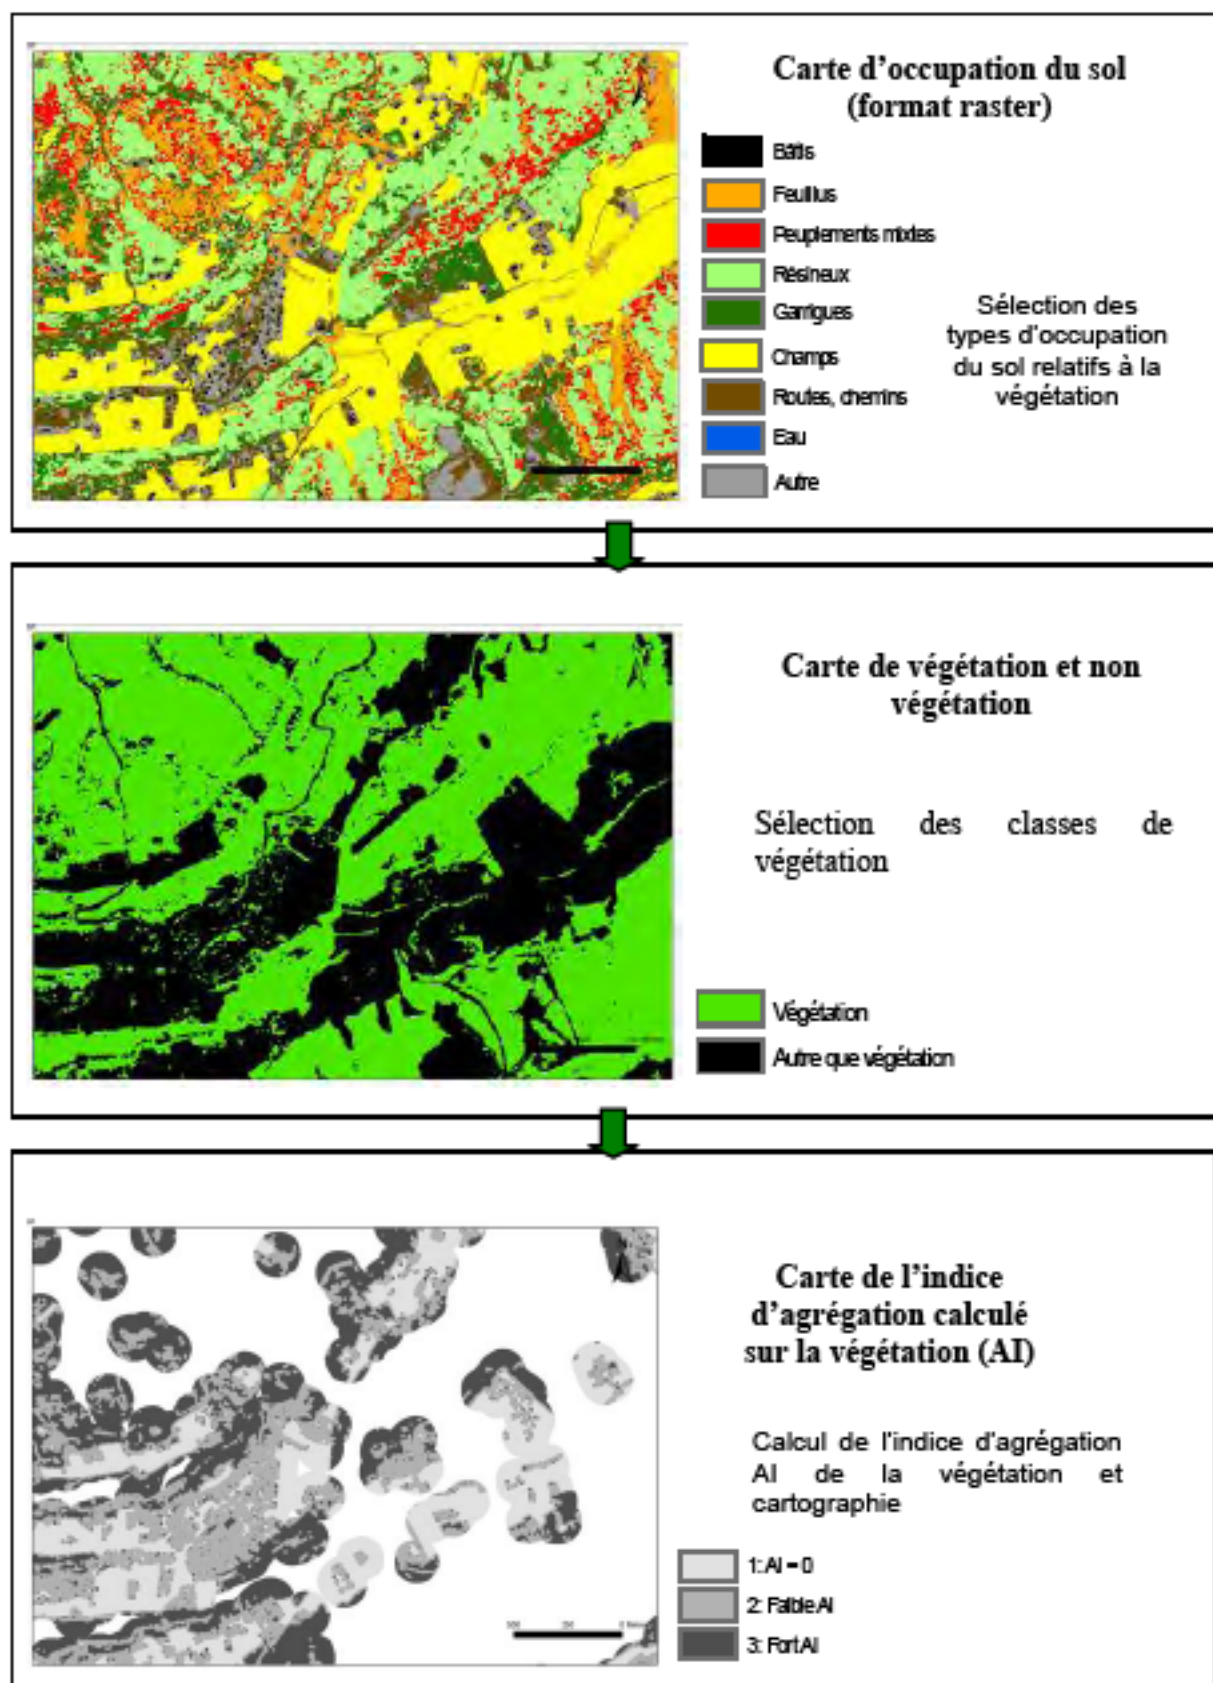 Carte d'occupation du sol
(format raster)
Bâtis
Feuillus
Peuplements mixtes
Résineux
Garrigues
Champs
Routes, chemins
Eau
Autre
Sélection des
types d'occupation
du sol relatifs à la
végétation
Carte de végétation et non
végétation
Sélection des classes de
végétation
Végétation
Autre que végétation
Carte de l'indice
d'agrégation calculé
sur la végétation (AI)
Calcul de l'indice d'agrégation
AI de la végétation et
cartographie
1: AI = 0
2: Faible AI
3: Fort AI